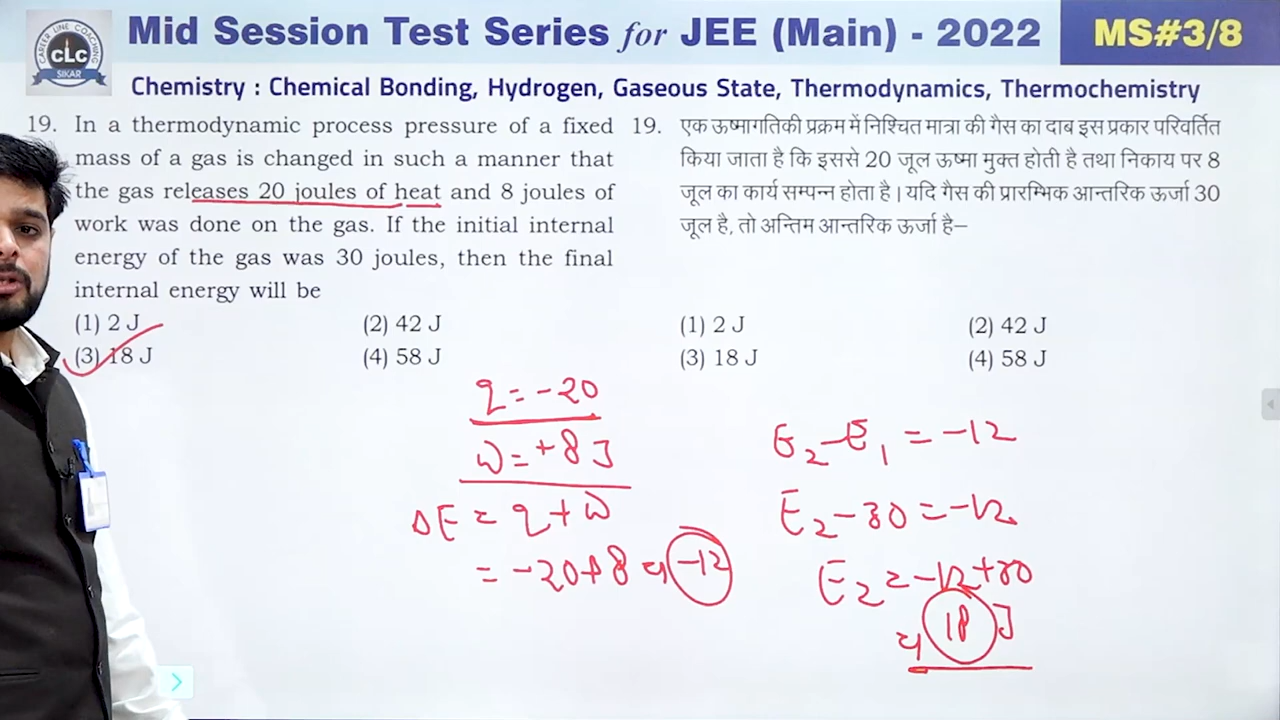 Mid Session Test Series for JEE (Main) - 2022
MS#3/8
CAREER LINE COACHING
CLC
SIKAR
Chemistry : Chemical Bonding, Hydrogen, Gaseous State, Thermodynamics, Thermochemistry
19. In a thermodynamic process pressure of a fixed
mass of a gas is changed in such a manner that
the gas releases 20 joules of heat and 8 joules of
work was done on the gas. If the initial internal
energy of the gas was 30 joules, then the final
internal energy will be
(1) 2 J
(2) 42 J
(3) 18 J
(4) 58 J
19. एक ऊष्मागतिकी प्रक्रम में निश्चित मात्रा की गैस का दाब इस प्रकार परिवर्तित
किया जाता है कि इससे 20 जूल ऊष्मा मुक्त होती है तथा निकाय पर 8
जूल का कार्य सम्पन्न होता है। यदि गैस की प्रारम्भिक आन्तरिक ऊर्जा 30
जूल है, तो अन्तिम आन्तरिक ऊर्जा है–
(1) 2 J
(2) 42 J
(3) 18 J
(4) 58 J
q = -20
W = +8 J
ΔE = q + W
= -20+8 = -12
E₂ - E₁ = -12
E₂ - 30 = -12
E₂ = -12+30
= 18 J